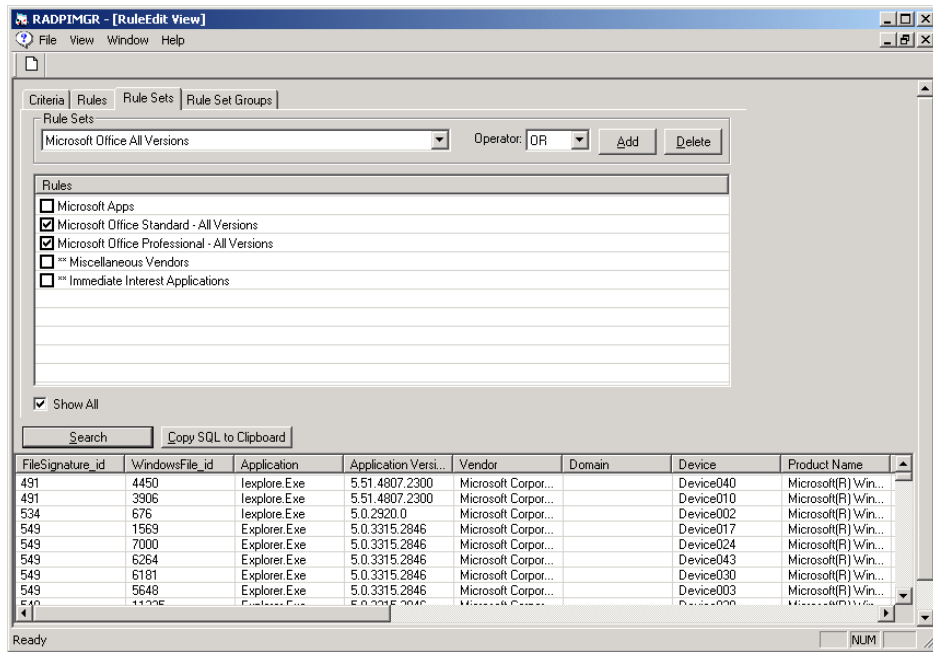 RADPIMGR - [RuleEdit View]
File View Window Help
Criteria Rules Rule Sets Rule Set Groups
Rule Sets
Microsoft Office All Versions Operator: OR Add Delete
Rules
Microsoft Apps
Microsoft Office Standard - All Versions
Microsoft Office Professional - All Versions
** Miscellaneous Vendors
** Immediate Interest Applications
Show All
Search Copy SQL to Clipboard
FileSignature_id WindowsFile_id Application Application Versi... Vendor Domain Device Product Name
491 4450 Iexplore.Exe 5.51.4807.2300 Microsoft Corpor... Device040 Microsoft(R) Win...
491 3906 Iexplore.Exe 5.51.4807.2300 Microsoft Corpor... Device010 Microsoft(R) Win...
534 676 Iexplore.Exe 5.0.2920.0 Microsoft Corpor... Device002 Microsoft(R) Win...
549 1569 Explorer.Exe 5.0.3315.2846 Microsoft Corpor... Device017 Microsoft(R) Win...
549 7000 Explorer.Exe 5.0.3315.2846 Microsoft Corpor... Device024 Microsoft(R) Win...
549 6264 Explorer.Exe 5.0.3315.2846 Microsoft Corpor... Device043 Microsoft(R) Win...
549 6181 Explorer.Exe 5.0.3315.2846 Microsoft Corpor... Device030 Microsoft(R) Win...
549 5648 Explorer.Exe 5.0.3315.2846 Microsoft Corpor... Device003 Microsoft(R) Win...
Ready NUM